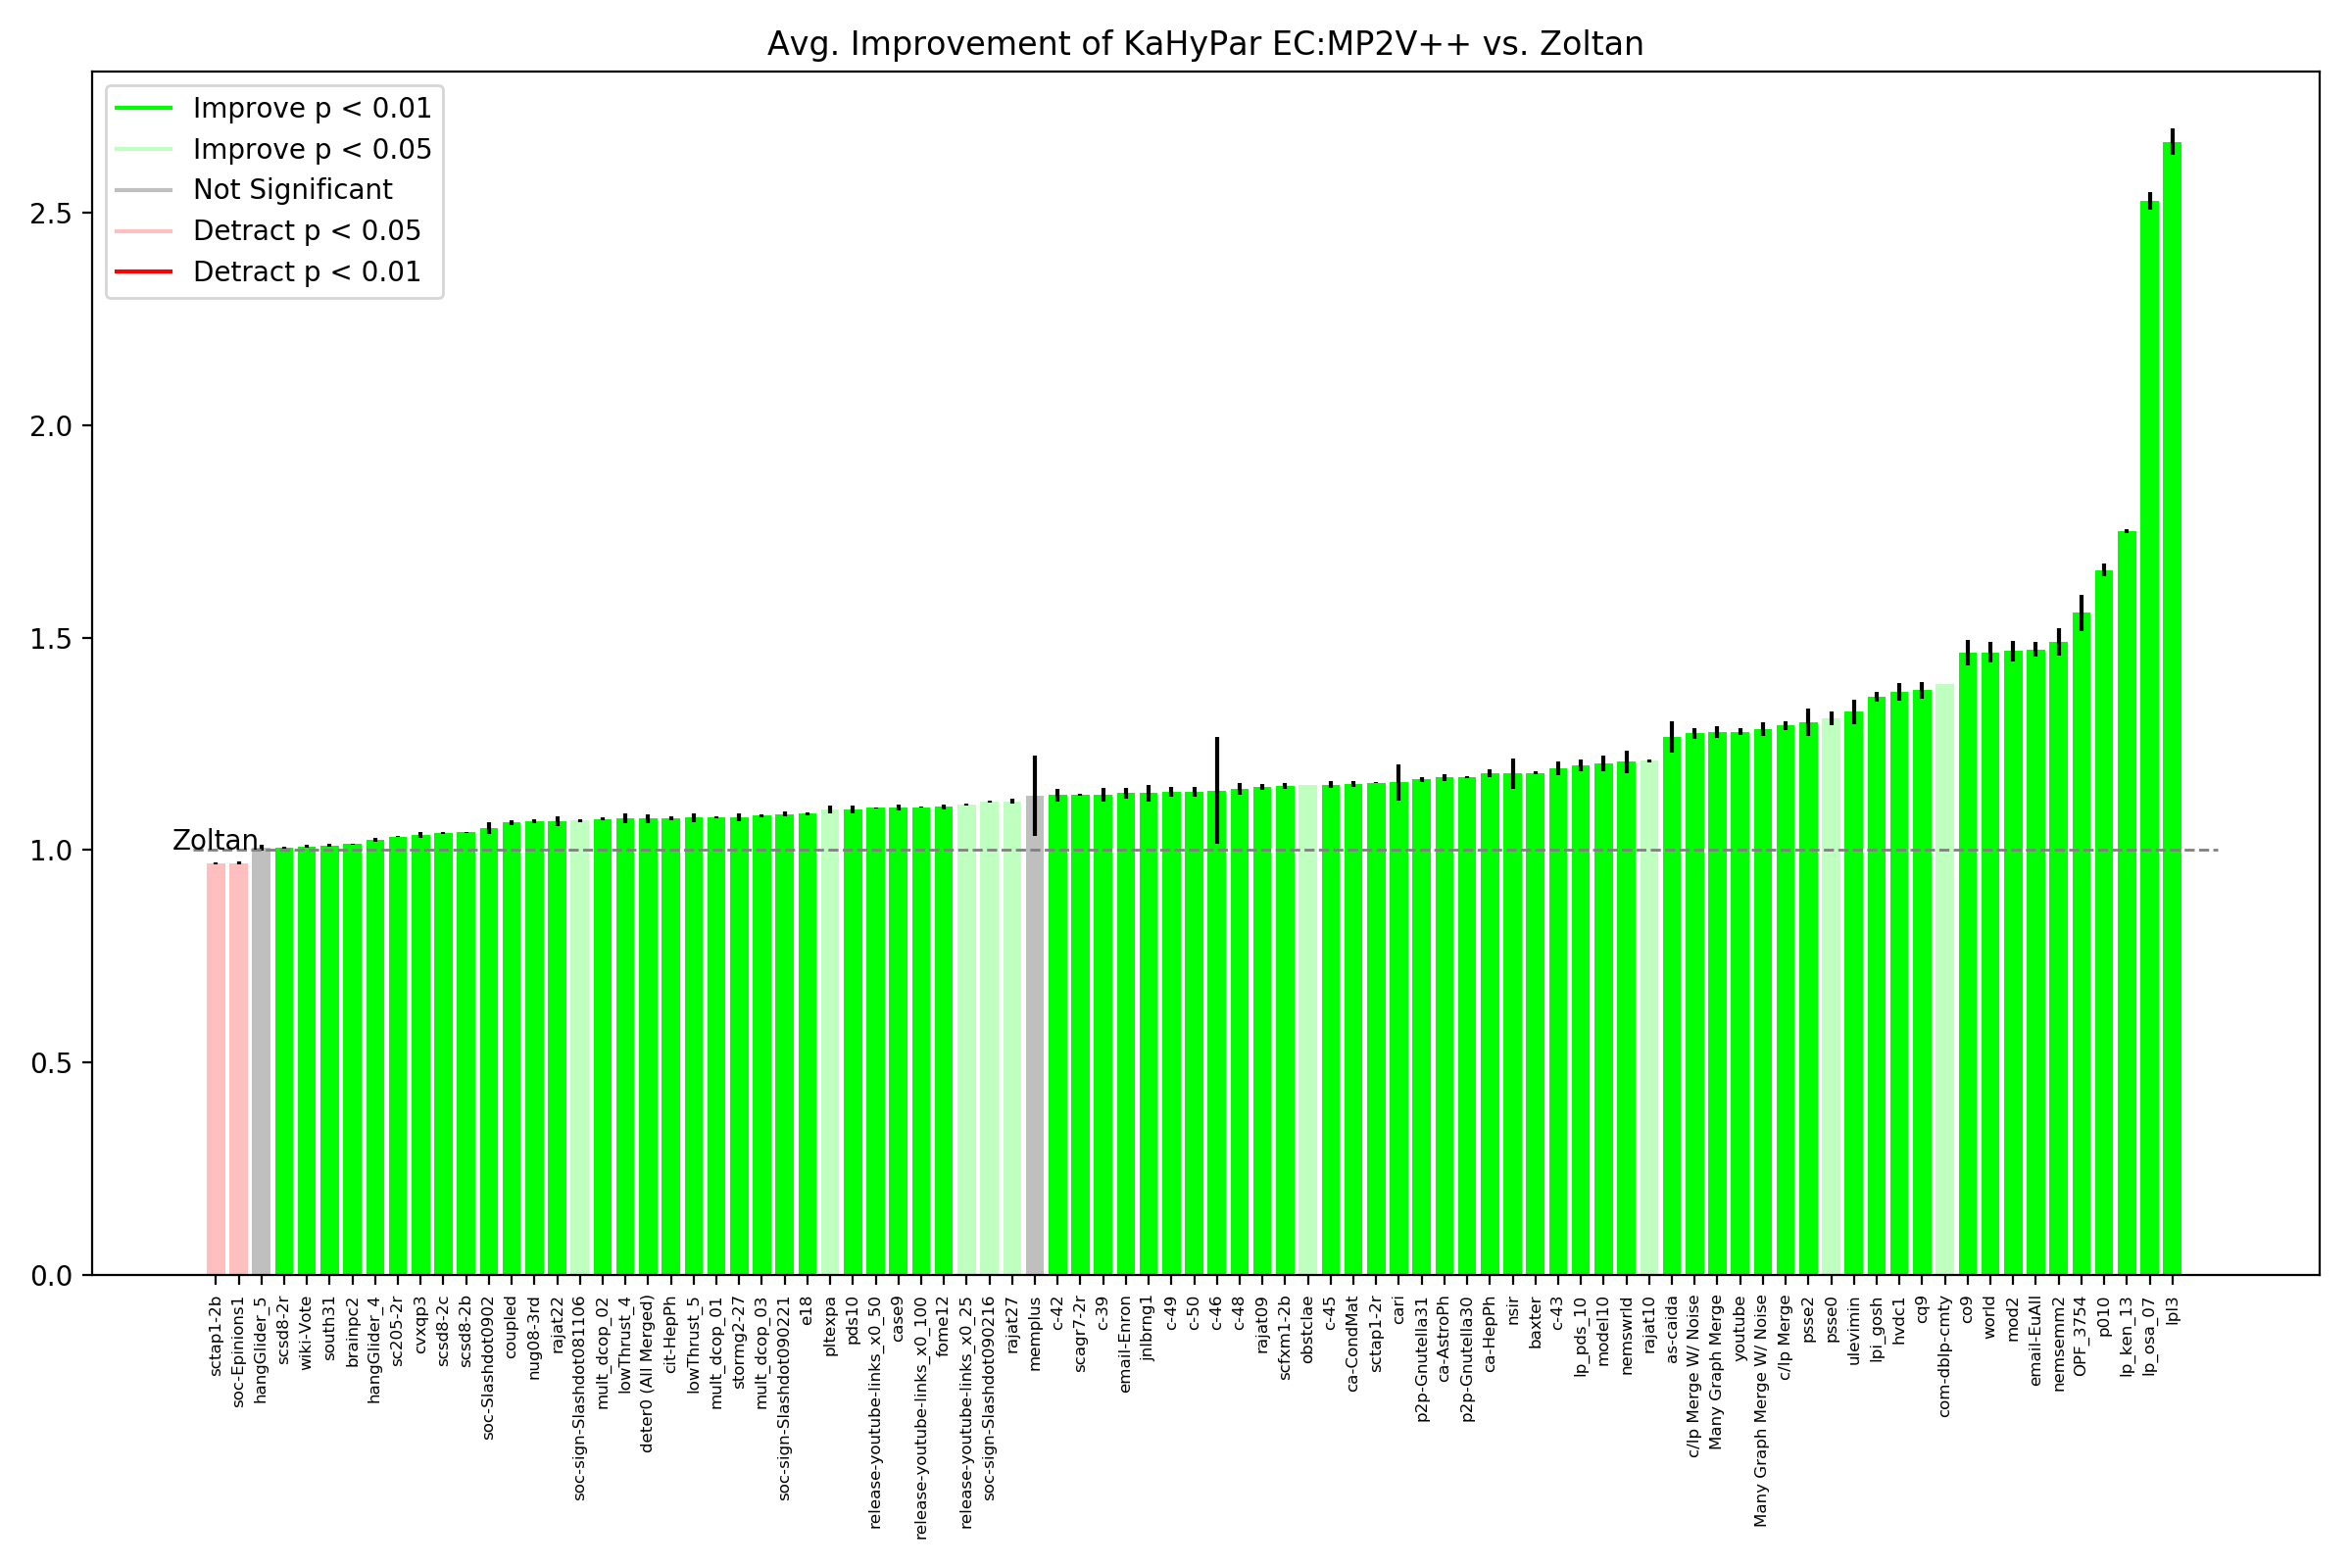 Avg. Improvement of KaHyPar EC:MP2V++ vs. Zoltan
Improve p < 0.01
Improve p < 0.05
Not Significant
Detract p < 0.05
Detract p < 0.01
2.5
2.0
1.5
1.0
0.5
0.0
Zoltan
sctap1-2b
soc-Epinions1
hangGlider_5
scsd8-2r
wiki-Vote
south31
brainpc2
hangGlider_4
sc205-2r
cvxqp3
scsd8-2c
scsd8-2b
soc-Slashdot0902
coupled
nug08-3rd
rajat22
soc-sign-Slashdot081106
mult_dcop_02
lowThrust_4
deter0 (All Merged)
cit-HepPh
lowThrust_5
mult_dcop_01
stormg2-27
mult_dcop_03
soc-sign-Slashdot090221
e18
pltexpa
pds10
release-youtube-links_x0_50
case9
release-youtube-links_x0_100
fome12
release-youtube-links_x0_25
soc-sign-Slashdot090216
rajat27
memplus
c-42
scagr7-2r
c-39
email-Enron
jnlbrng1
c-49
c-50
c-46
c-48
rajat09
scfxm1-2b
obstclae
c-45
ca-CondMat
sctap1-2r
cari
p2p-Gnutella31
ca-AstroPh
p2p-Gnutella30
ca-HepPh
nsir
baxter
c-43
lp_pds_10
model10
nemswrld
rajat10
as-caida
c/lp Merge W/ Noise
Many Graph Merge
youtube
Many Graph Merge W/ Noise
c/lp Merge
psse2
psse0
ulevimin
lpi_gosh
hvdc1
cq9
com-dblp-cmty
co9
world
mod2
email-EuAll
nemsemm2
OPF_3754
p010
lp_ken_13
lp_osa_07
lpl3